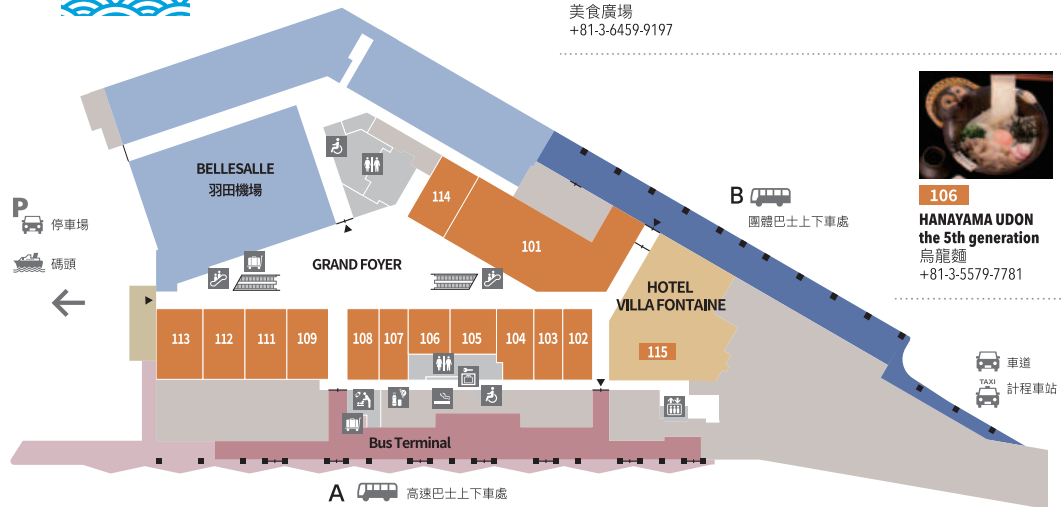 美食廣場
+81-3-6459-9197
106
HANAYAMA UDON
the 5th generation
烏龍麵
+81-3-5579-7781
BELLESALLE
羽田機場
P
停車場
碼頭
GRAND FOYER
114
101
B
團體巴士上下車處
HOTEL
VILLA FONTAINE
115
113
112
111
109
108
107
106
105
104
103
102
車道
TAXI
計程車站
Bus Terminal
A
高速巴士上下車處